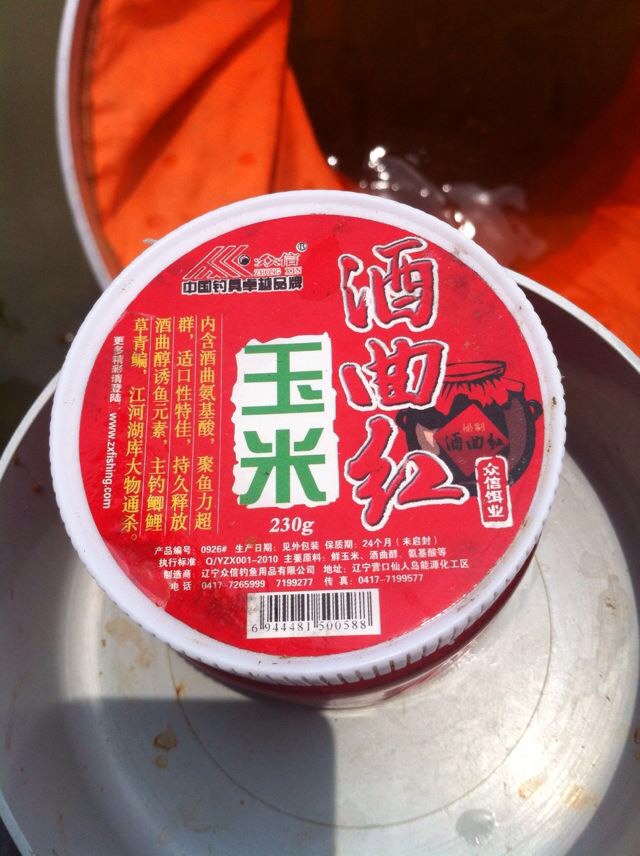 众信®
ZHONG XIN
中国钓具卓越品牌
酒曲红
秘制
酒曲红
众信饵业
玉米
230g
内含酒曲氨基酸，聚鱼力超
群，适口性特佳，持久释放
酒曲醇诱鱼元素，主钓鲫鲤
草青鳊，江河湖库大物通杀。
更多精彩请登陆：www.zxfishing.com
产品编号：0926# 生产日期：见外包装 保质期：24个月（未启封）
执行标准：Q/YZX001-2010 主要原料：鲜玉米、酒曲醇、氨基酸等
制造商：辽宁众信钓鱼用品有限公司 地址：辽宁营口仙人岛能源化工区
电话：0417-7265999 7199277 传真：0417-7199577
6 944481 500588